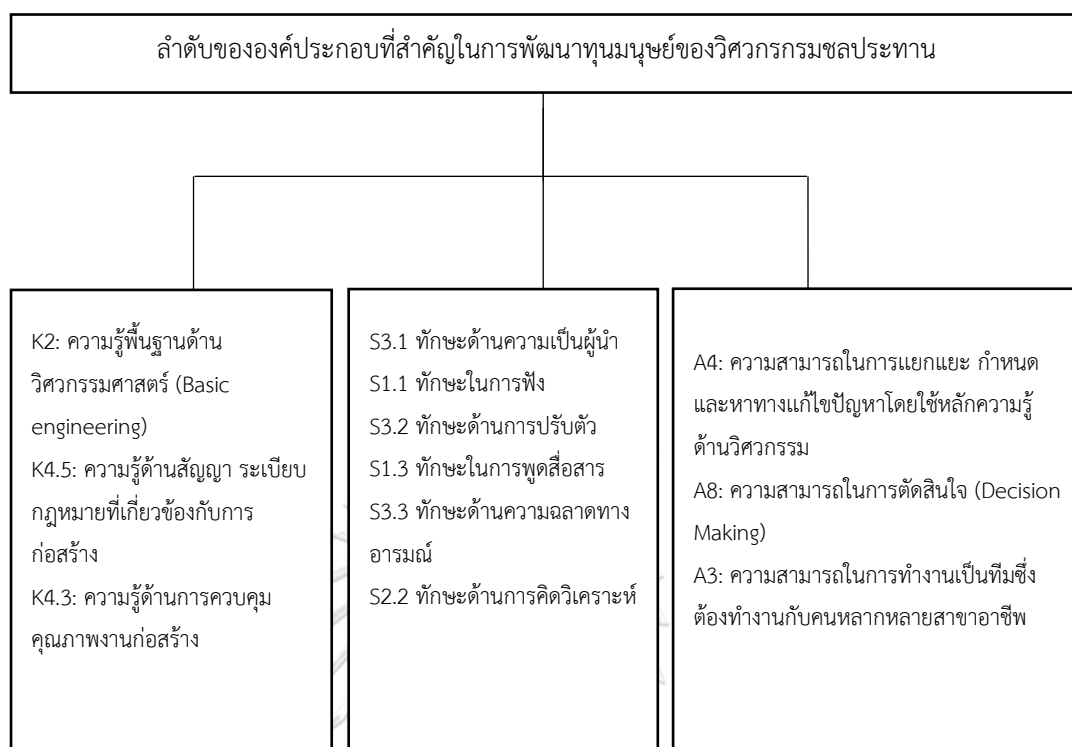 ลำดับขององค์ประกอบที่สำคัญในการพัฒนาทุนมนุษย์ของวิศวกรกรมชลประทาน
K2: ความรู้พื้นฐานด้าน
วิศวกรรมศาสตร์ (Basic
engineering)
K4.5: ความรู้ด้านสัญญา ระเบียบ
กฎหมายที่เกี่ยวข้องกับการ
ก่อสร้าง
K4.3: ความรู้ด้านการควบคุม
คุณภาพงานก่อสร้าง
S3.1 ทักษะด้านความเป็นผู้นำ
S1.1 ทักษะในการฟัง
S3.2 ทักษะด้านการปรับตัว
S1.3 ทักษะในการพูดสื่อสาร
S3.3 ทักษะด้านความฉลาดทาง
อารมณ์
S2.2 ทักษะด้านการคิดวิเคราะห์
A4: ความสามารถในการแยกแยะ กำหนด
และหาทางแก้ไขปัญหาโดยใช้หลักความรู้
ด้านวิศวกรรม
A8: ความสามารถในการตัดสินใจ (Decision
Making)
A3: ความสามารถในการทำงานเป็นทีมซึ่ง
ต้องทำงานกับคนหลากหลายสาขาอาชีพ